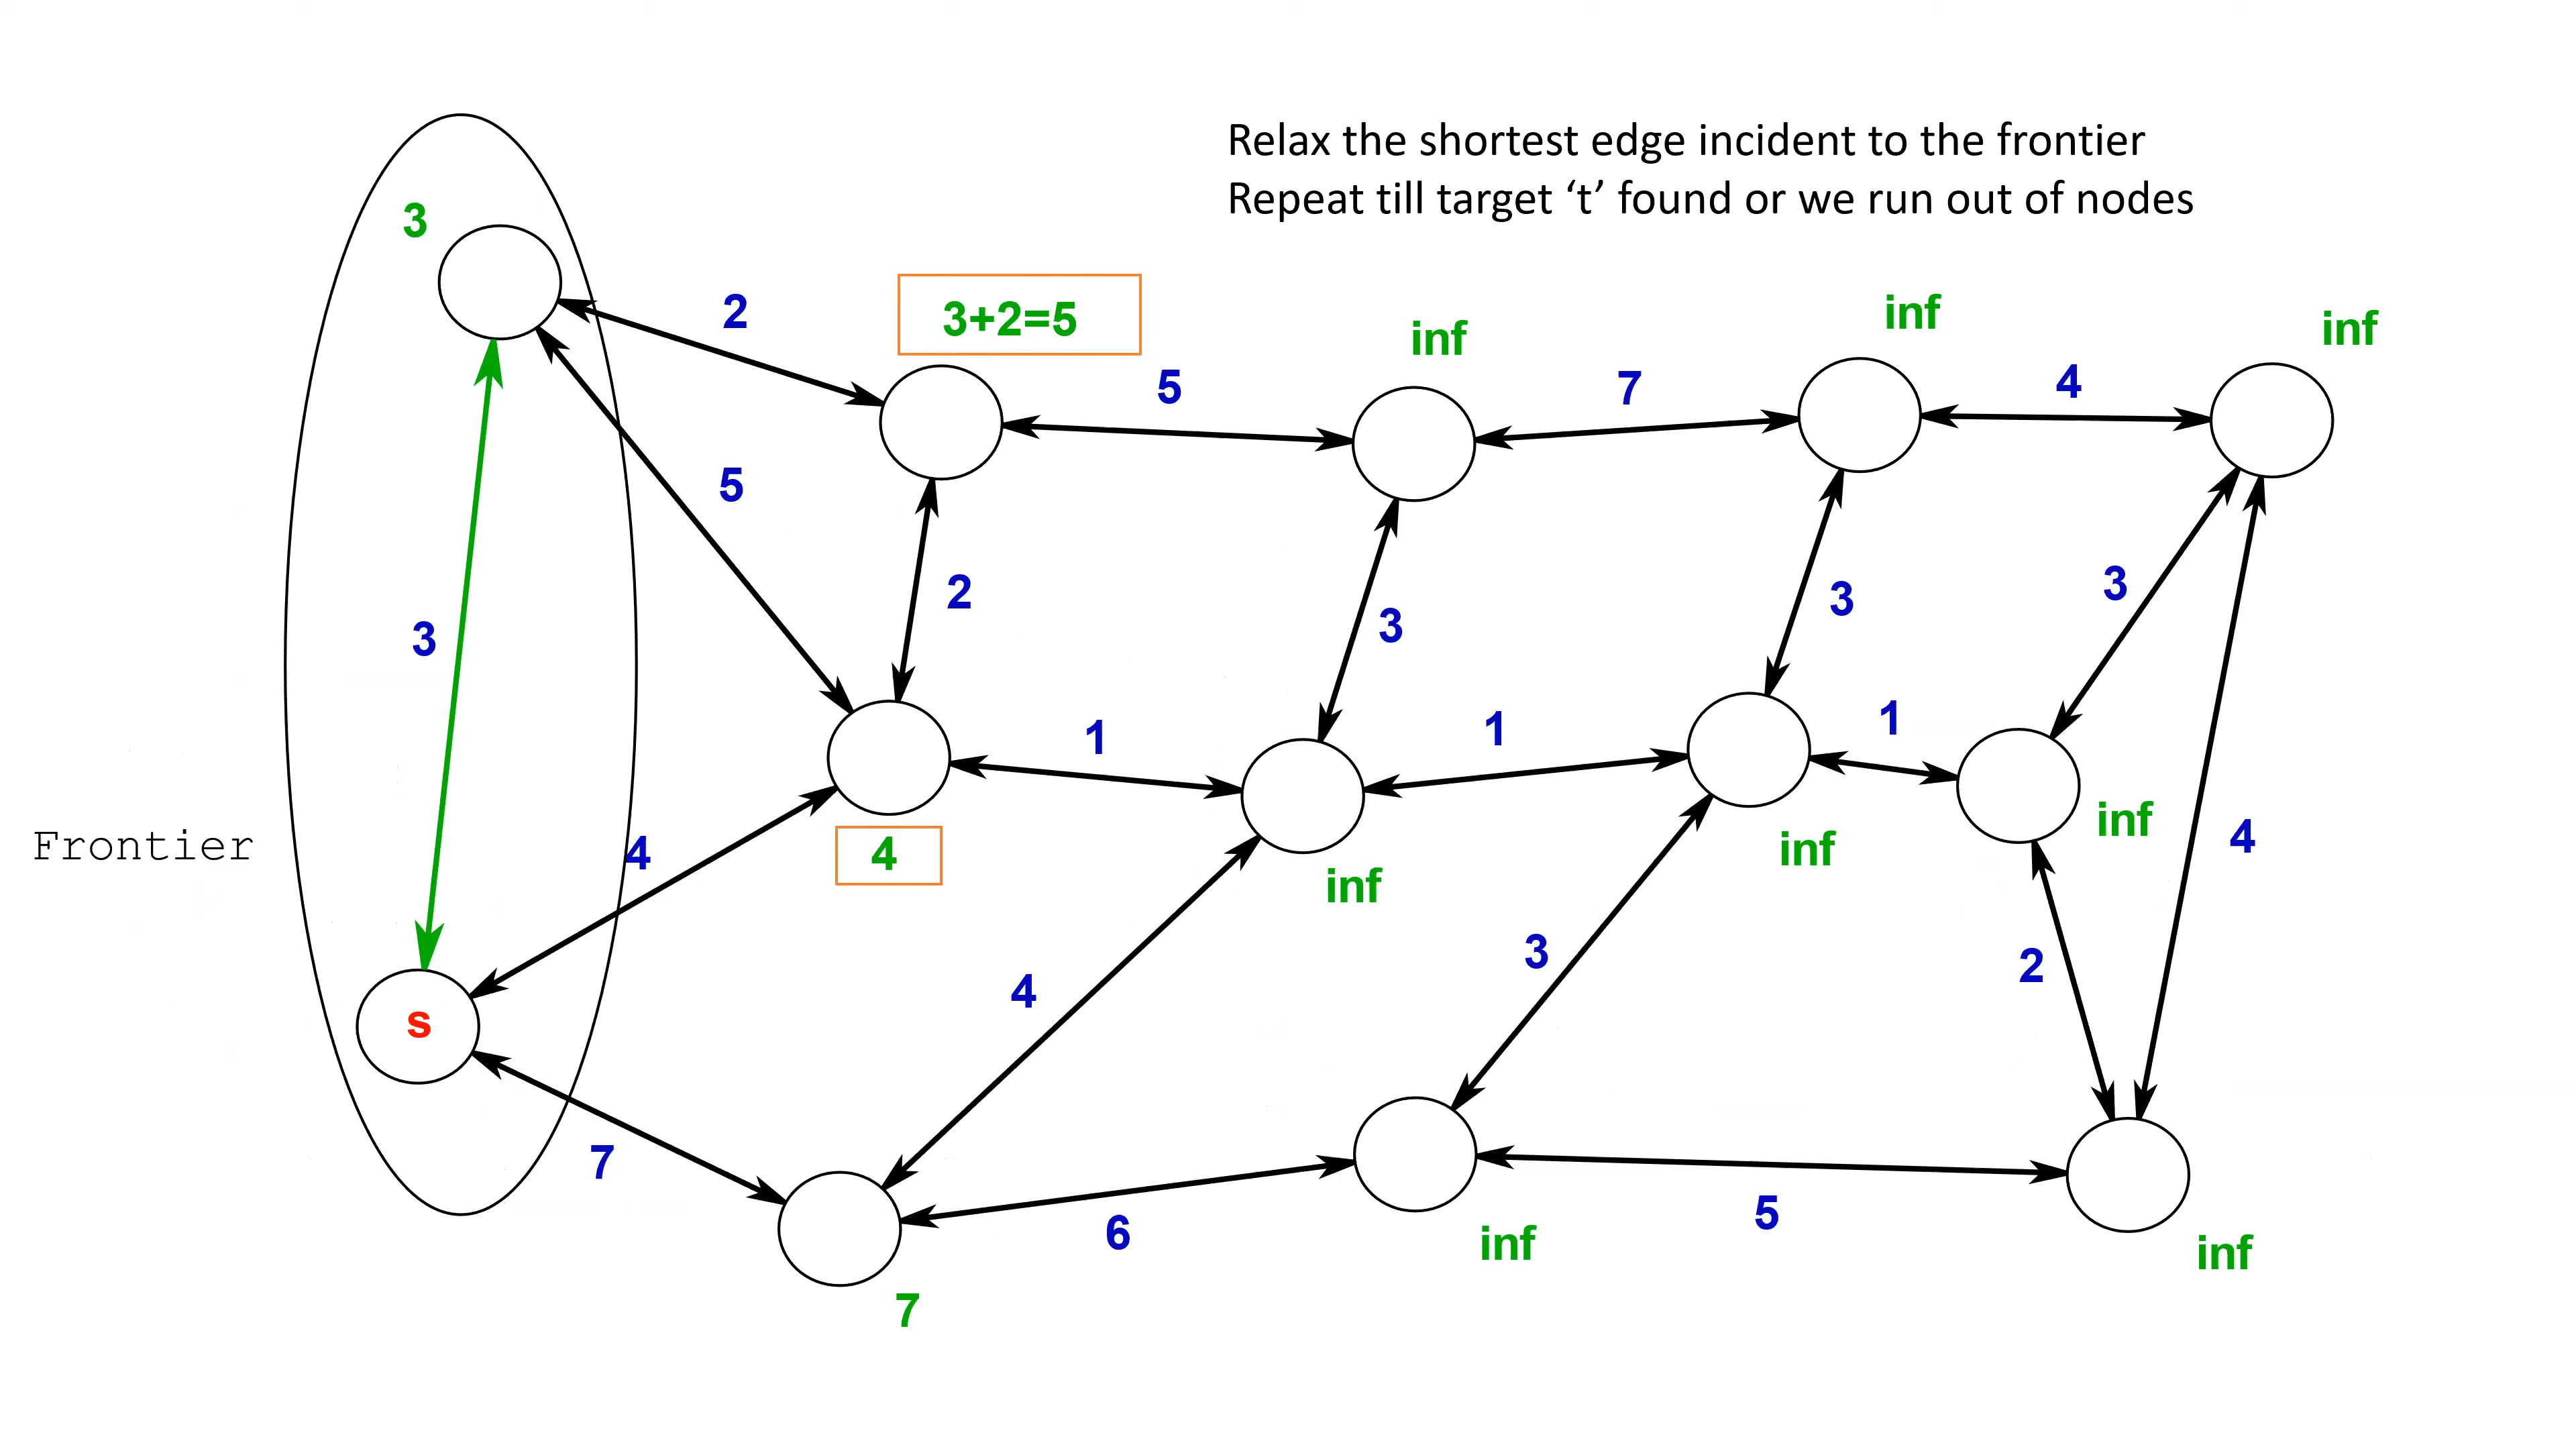 Relax the shortest edge incident to the frontier
Repeat till target ‘t’ found or we run out of nodes
3
2
3+2=5
inf
inf
inf
5
7
4
5
2
3
3
3
3
1
1
1
Frontier
4
4
inf
inf
inf
4
s
4
3
2
7
6
5
inf
inf
7